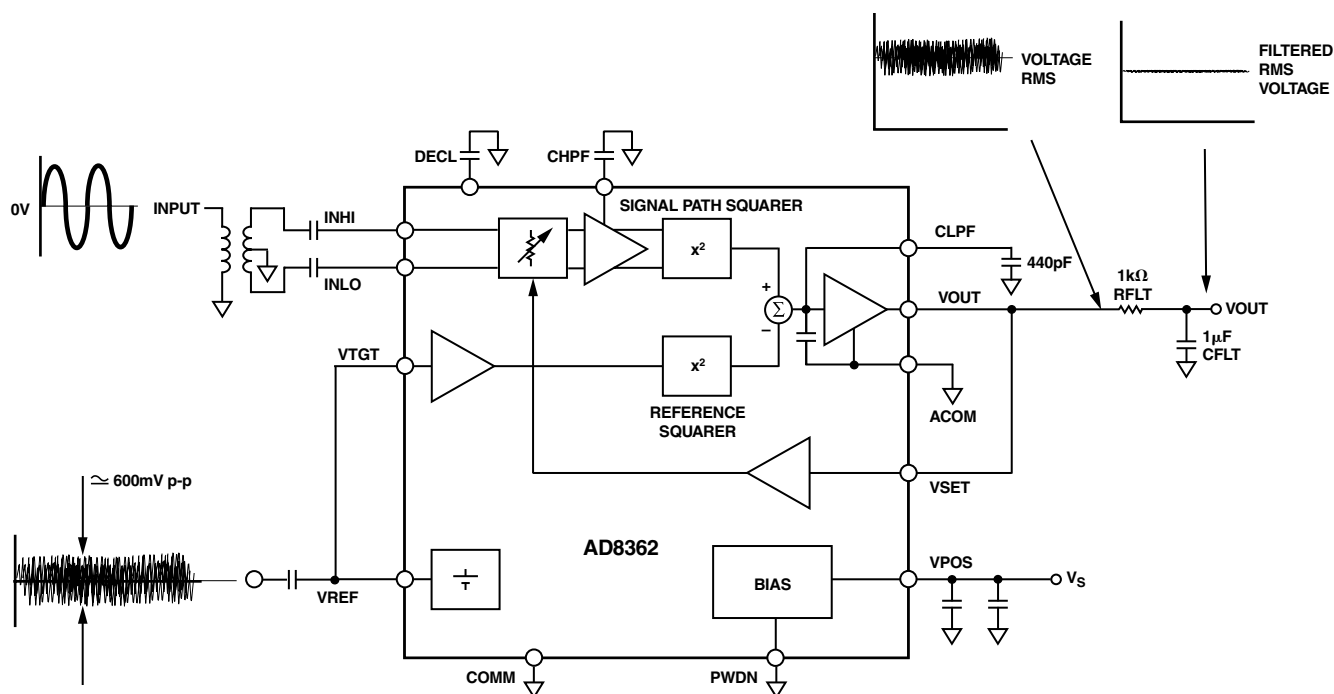 VOLTAGE
RMS
FILTERED
RMS
VOLTAGE
DECL
CHPF
0V
INPUT
INHI
INLO
SIGNAL PATH SQUARER
x²
CLPF
440pF
1kΩ
RFLT
VOUT
VOUT
1µF
CFLT
+
Σ
–
VTGT
x²
REFERENCE
SQUARER
ACOM
VSET
≃ 600mV p-p
AD8362
VREF
BIAS
VPOS
VS
COMM
PWDN